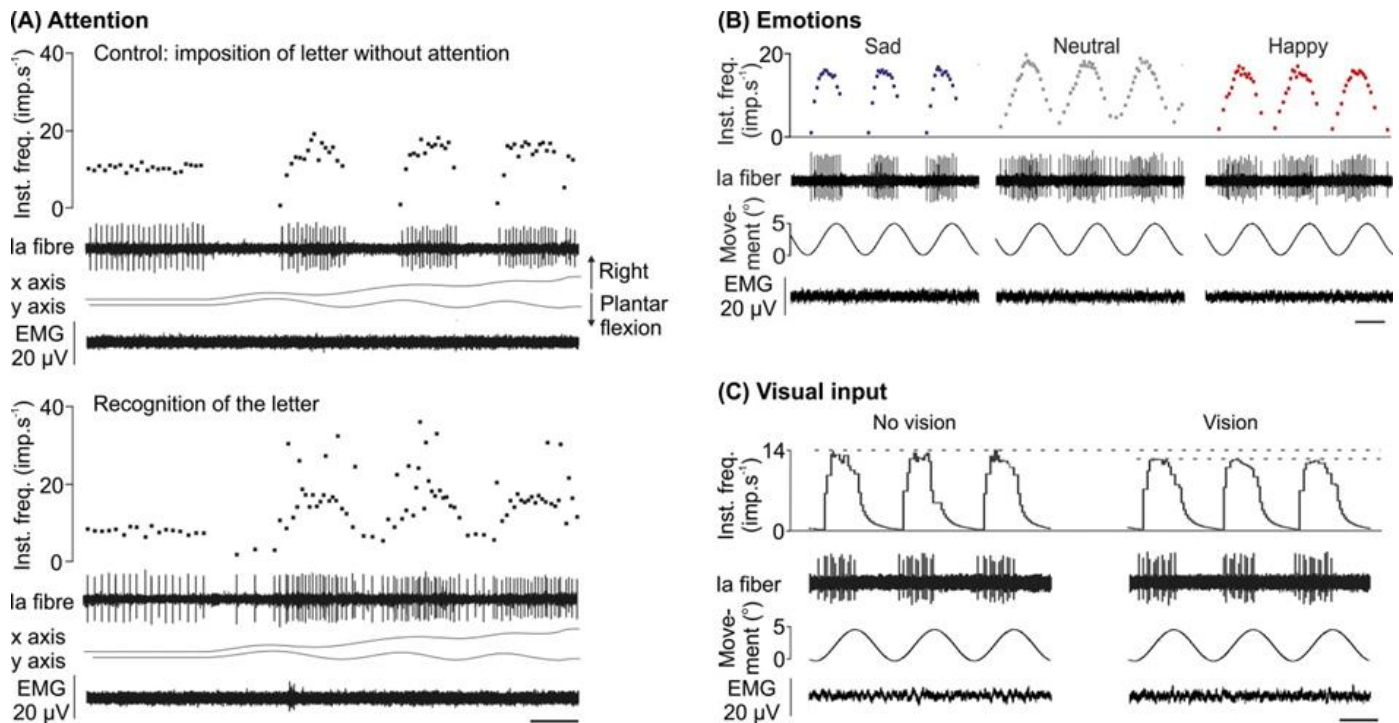 (A) Attention
Control: imposition of letter without attention
Inst. freq. (imp.s⁻¹)
40
20
0
Ia fibre
x axis
y axis
Right
Plantar
flexion
EMG
20 µV
Recognition of the letter
Inst. freq. (imp.s⁻¹)
40
20
0
Ia fibre
x axis
y axis
EMG
20 µV
(B) Emotions
Sad Neutral Happy
Inst. freq.
(imp.s⁻¹)
20
0
Ia fiber
Move-
ment (°)
5
0
EMG
20 µV
(C) Visual input
No vision Vision
Inst. freq.
(imp.s⁻¹)
14
0
Ia fiber
Move-
ment (°)
5
0
EMG
20 µV